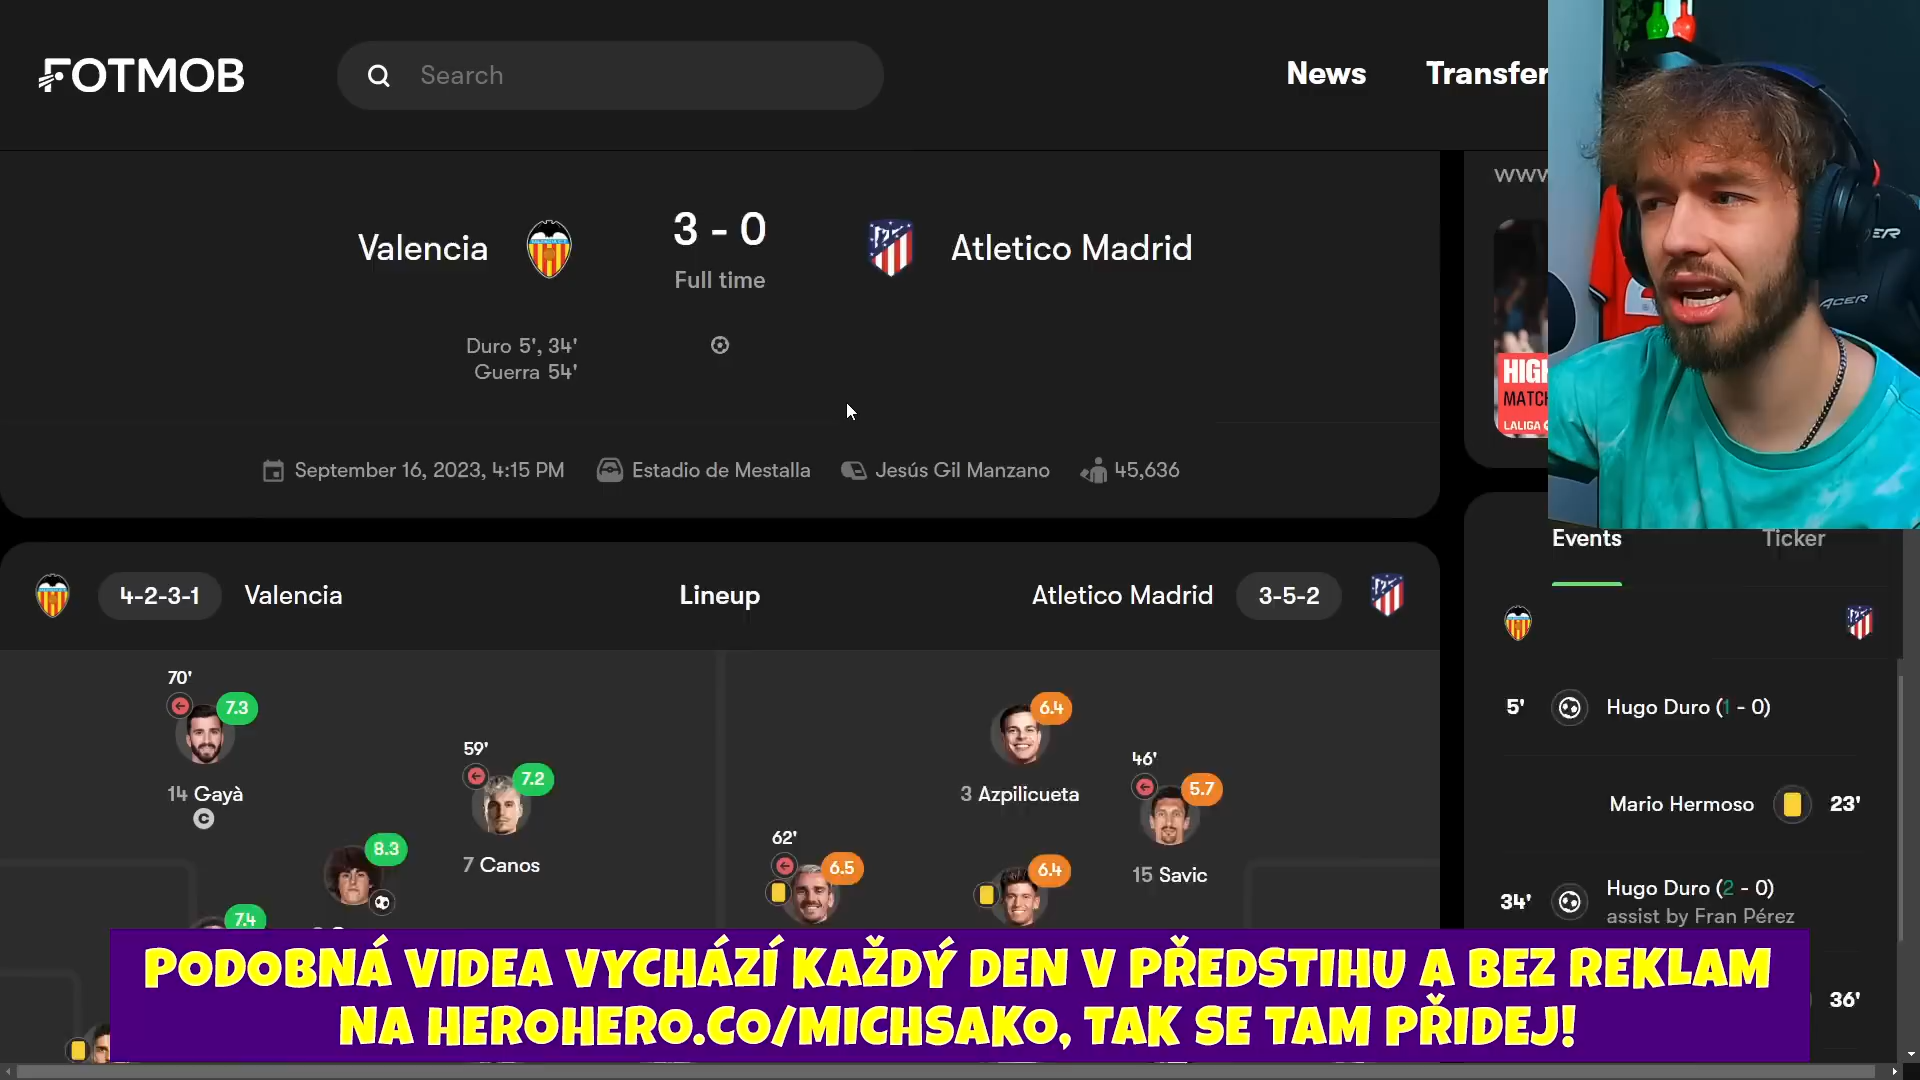 FOTMOB
Search
News
Transfer
www
Valencia
3 - 0
Full time
Atletico Madrid
Duro 5', 34'
Guerra 54'
HIGH
MATCH
LALIGA
September 16, 2023, 4:15 PM
Estadio de Mestalla
Jesús Gil Manzano
45,636
ACER
4-2-3-1
Valencia
Lineup
Atletico Madrid
3-5-2
Events
Ticker
70'
7.3
14 Gayà
C
59'
7.2
7 Canos
8.3
7.4
6.4
3 Azpilicueta
46'
5.7
15 Savic
62'
6.5
6.4
5'
Hugo Duro (1 - 0)
Mario Hermoso
23'
34'
Hugo Duro (2 - 0)
assist by Fran Pérez
36'
PODOBNÁ VIDEA VYCHÁZÍ KAŽDÝ DEN V PŘEDSTIHU A BEZ REKLAM
NA HEROHERO.CO/MICHSAKO, TAK SE TAM PŘIDEJ!